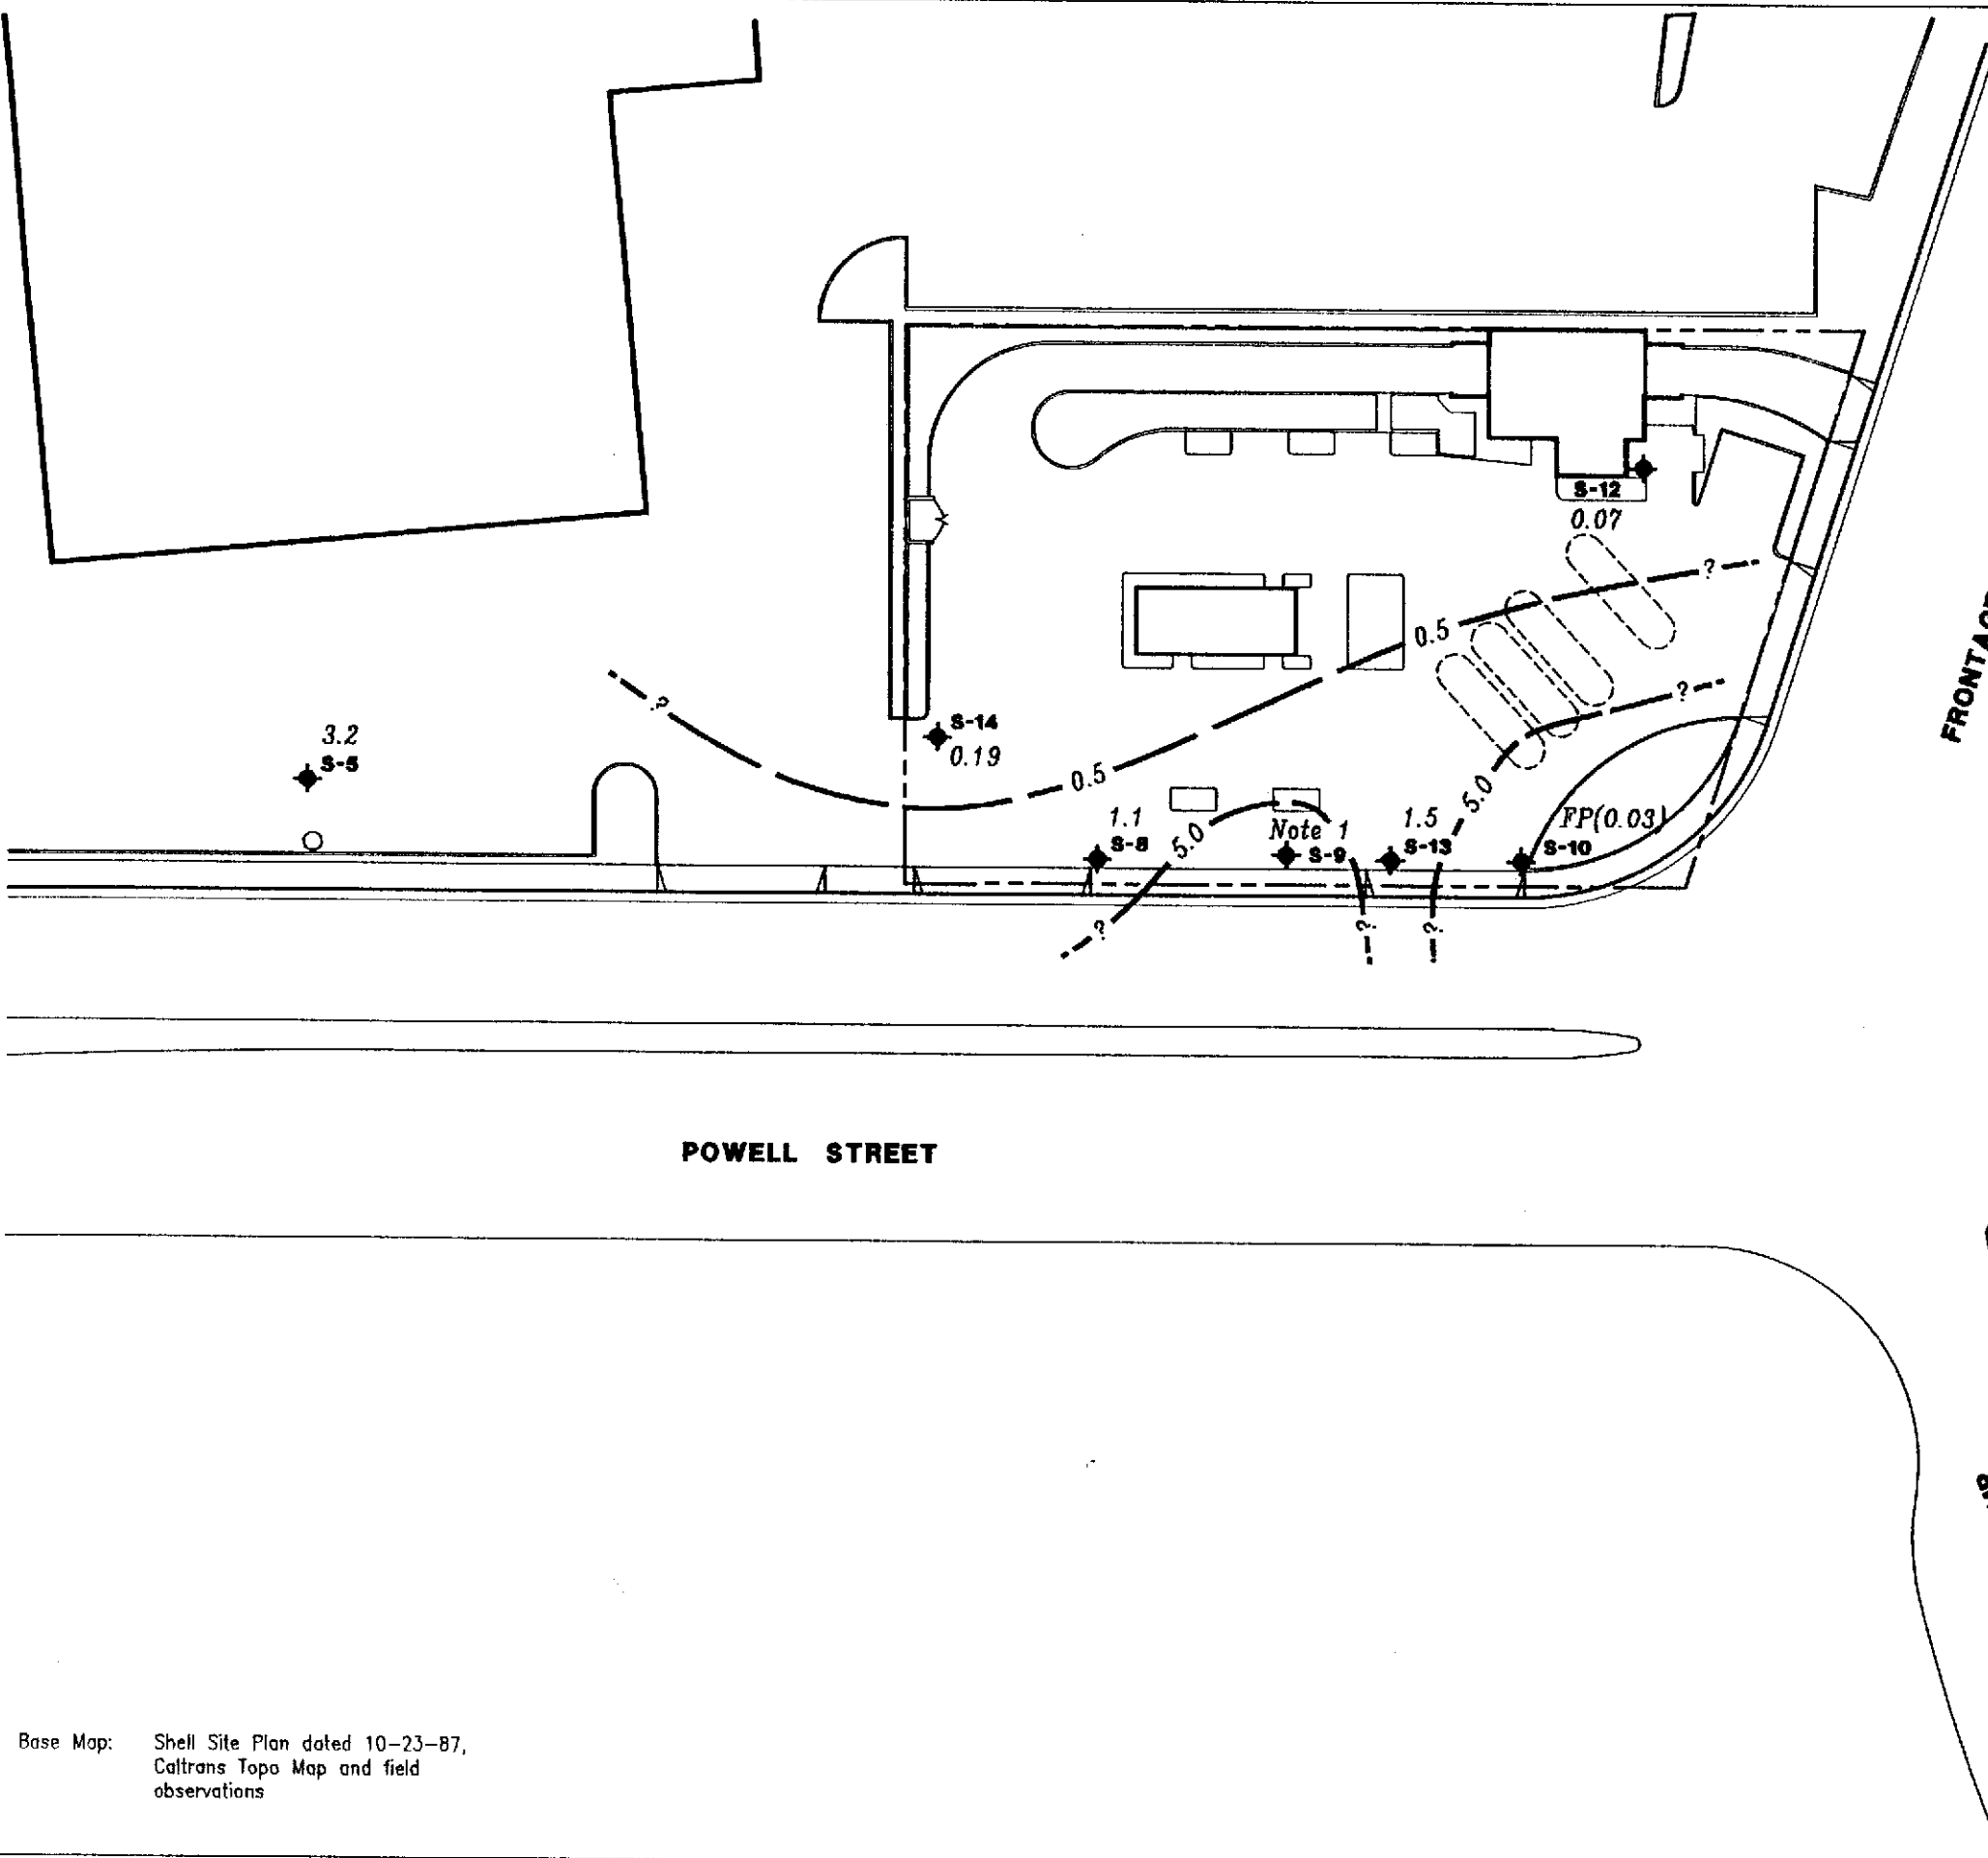 S-12
0.07
?
0.5
?
S-14
0.19
?
3.2
S-5
0.5
5.0
1.1
S-8
5.0
Note 1
S-9
1.5
S-13
FP(0.03)
S-10
?
?
?
POWELL STREET
Base Map: Shell Site Plan dated 10-23-87,
Caltrans Topo Map and field
observations